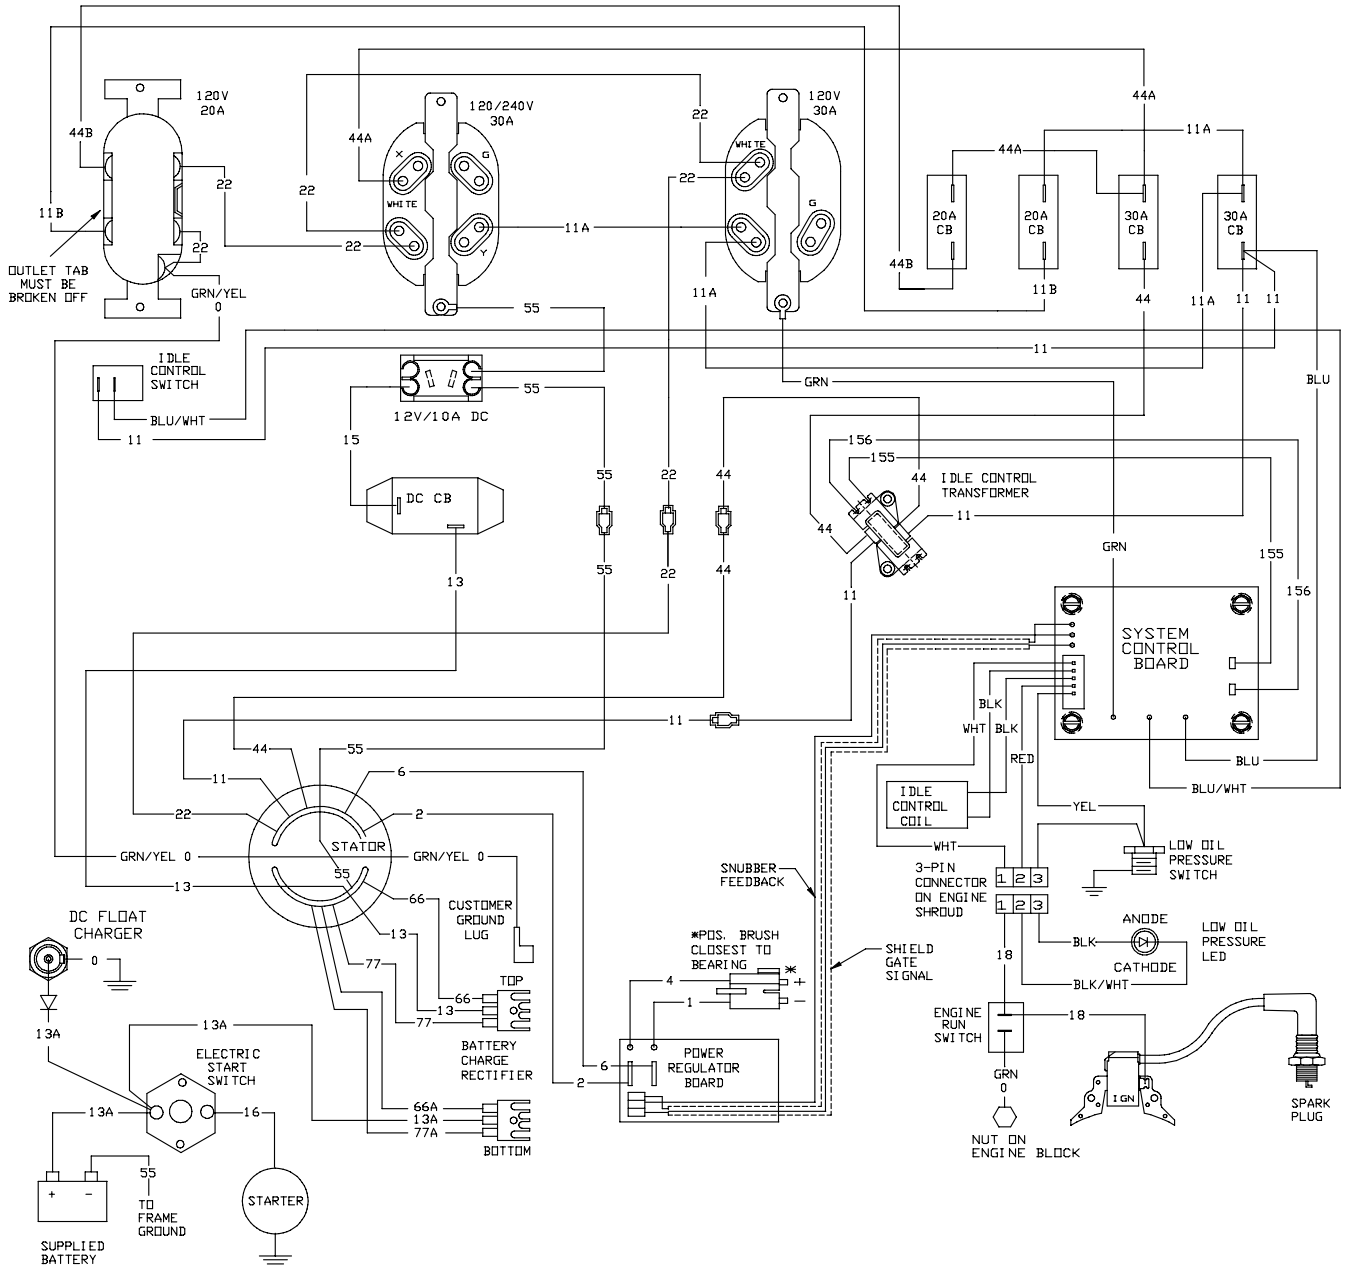 120V
20A
44B
22
11B
22
OUTLET TAB
MUST BE
BROKEN OFF
GRN/YEL
0
120/240V
30A
44A
X
G
WHITE
22
22
Y
11A
55
120V
30A
22
WHITE
22
G
11A
44A
11A
44A
20A
CB
20A
CB
30A
CB
30A
CB
44B
11B
44
11A
11
11
11
BLU
GRN
IDLE
CONTROL
SWITCH
BLU/WHT
11
55
12V/10A DC
15
DC CB
13
55
22
44
55
22
44
156
155
44
IDLE CONTROL
TRANSFORMER
11
44
11
GRN
155
156
SYSTEM
CONTROL
BOARD
BLK
WHT
BLK
RED
BLU
BLU/WHT
11
44
55
11
6
22
2
STATOR
GRN/YEL 0
GRN/YEL 0
55
13
66
13
77
CUSTOMER
GROUND
LUG
TOP
66
13
77
BATTERY
CHARGE
RECTIFIER
66A
13A
77A
BOTTOM
DC FLOAT
CHARGER
0
13A
13A
ELECTRIC
START
SWITCH
13A
16
+
-
55
TO
FRAME
GROUND
SUPPLIED
BATTERY
STARTER
SNUBBER
FEEDBACK
*POS. BRUSH
CLOSEST TO
BEARING
*
4
+
1
-
SHIELD
GATE
SIGNAL
6
2
POWER
REGULATOR
BOARD
IDLE
CONTROL
COIL
YEL
WHT
LOW OIL
PRESSURE
SWITCH
3-PIN
CONNECTOR
ON ENGINE
SHROUD
1 2 3
1 2 3
ANODE
BLK
CATHODE
LOW OIL
PRESSURE
LED
BLK/WHT
18
ENGINE
RUN
SWITCH
18
GRN
0
NUT ON
ENGINE BLOCK
IGN
SPARK
PLUG